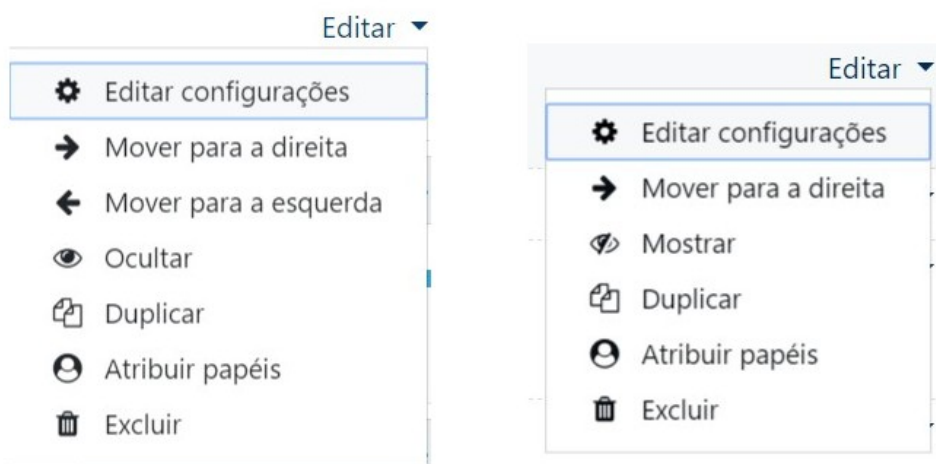 Editar
Editar configurações
Mover para a direita
Mover para a esquerda
Ocultar
Duplicar
Atribuir papéis
Excluir
Editar
Editar configurações
Mover para a direita
Mostrar
Duplicar
Atribuir papéis
Excluir